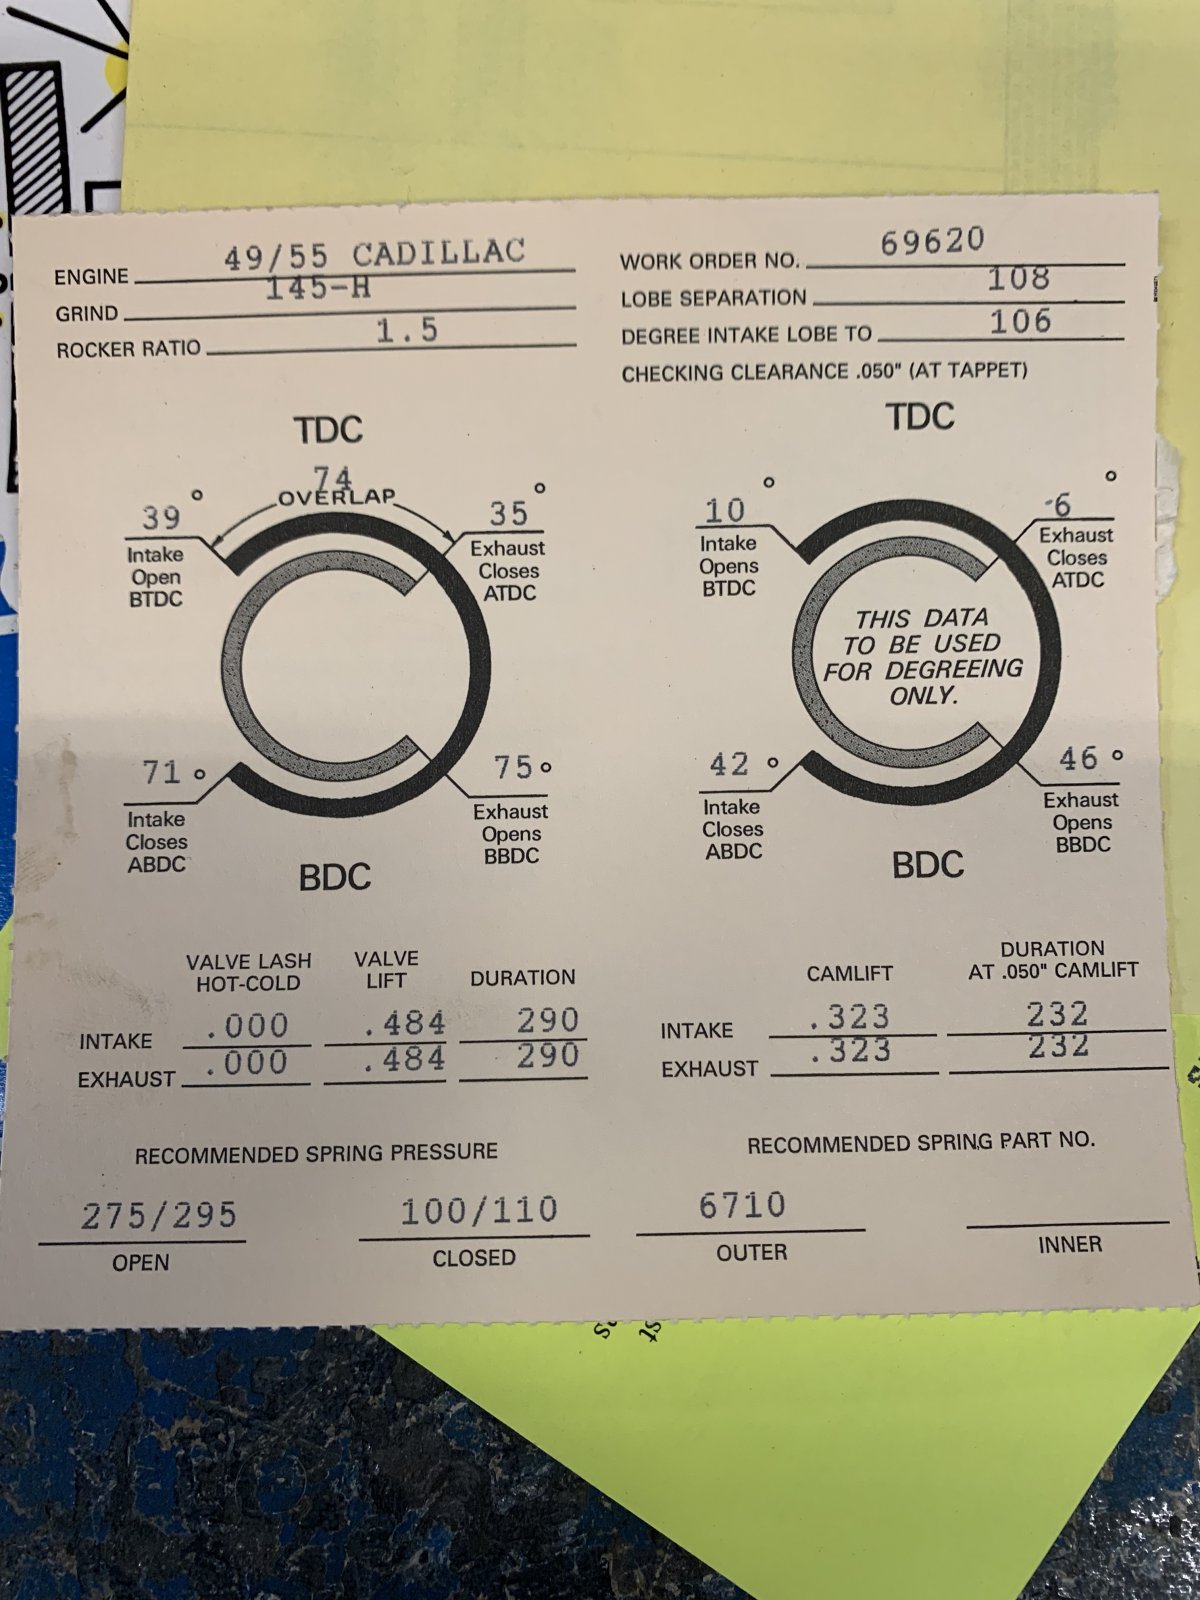 ENGINE 49/55 CADILLAC
GRIND 145-H
ROCKER RATIO 1.5
WORK ORDER NO. 69620
LOBE SEPARATION 108
DEGREE INTAKE LOBE TO 106
CHECKING CLEARANCE .050" (AT TAPPET)
TDC
74
OVERLAP
39°
Intake
Open
BTDC
35°
Exhaust
Closes
ATDC
71°
Intake
Closes
ABDC
75°
Exhaust
Opens
BBDC
BDC
TDC
10°
Intake
Opens
BTDC
-6°
Exhaust
Closes
ATDC
THIS DATA
TO BE USED
FOR DEGREEING
ONLY.
42°
Intake
Closes
ABDC
46°
Exhaust
Opens
BBDC
BDC
VALVE LASH
HOT-COLD
VALVE
LIFT
DURATION
INTAKE .000 .484 290
EXHAUST .000 .484 290
CAMLIFT
DURATION
AT .050" CAMLIFT
INTAKE .323 232
EXHAUST .323 232
RECOMMENDED SPRING PRESSURE
275/295
OPEN
100/110
CLOSED
RECOMMENDED SPRING PART NO.
6710
OUTER
INNER